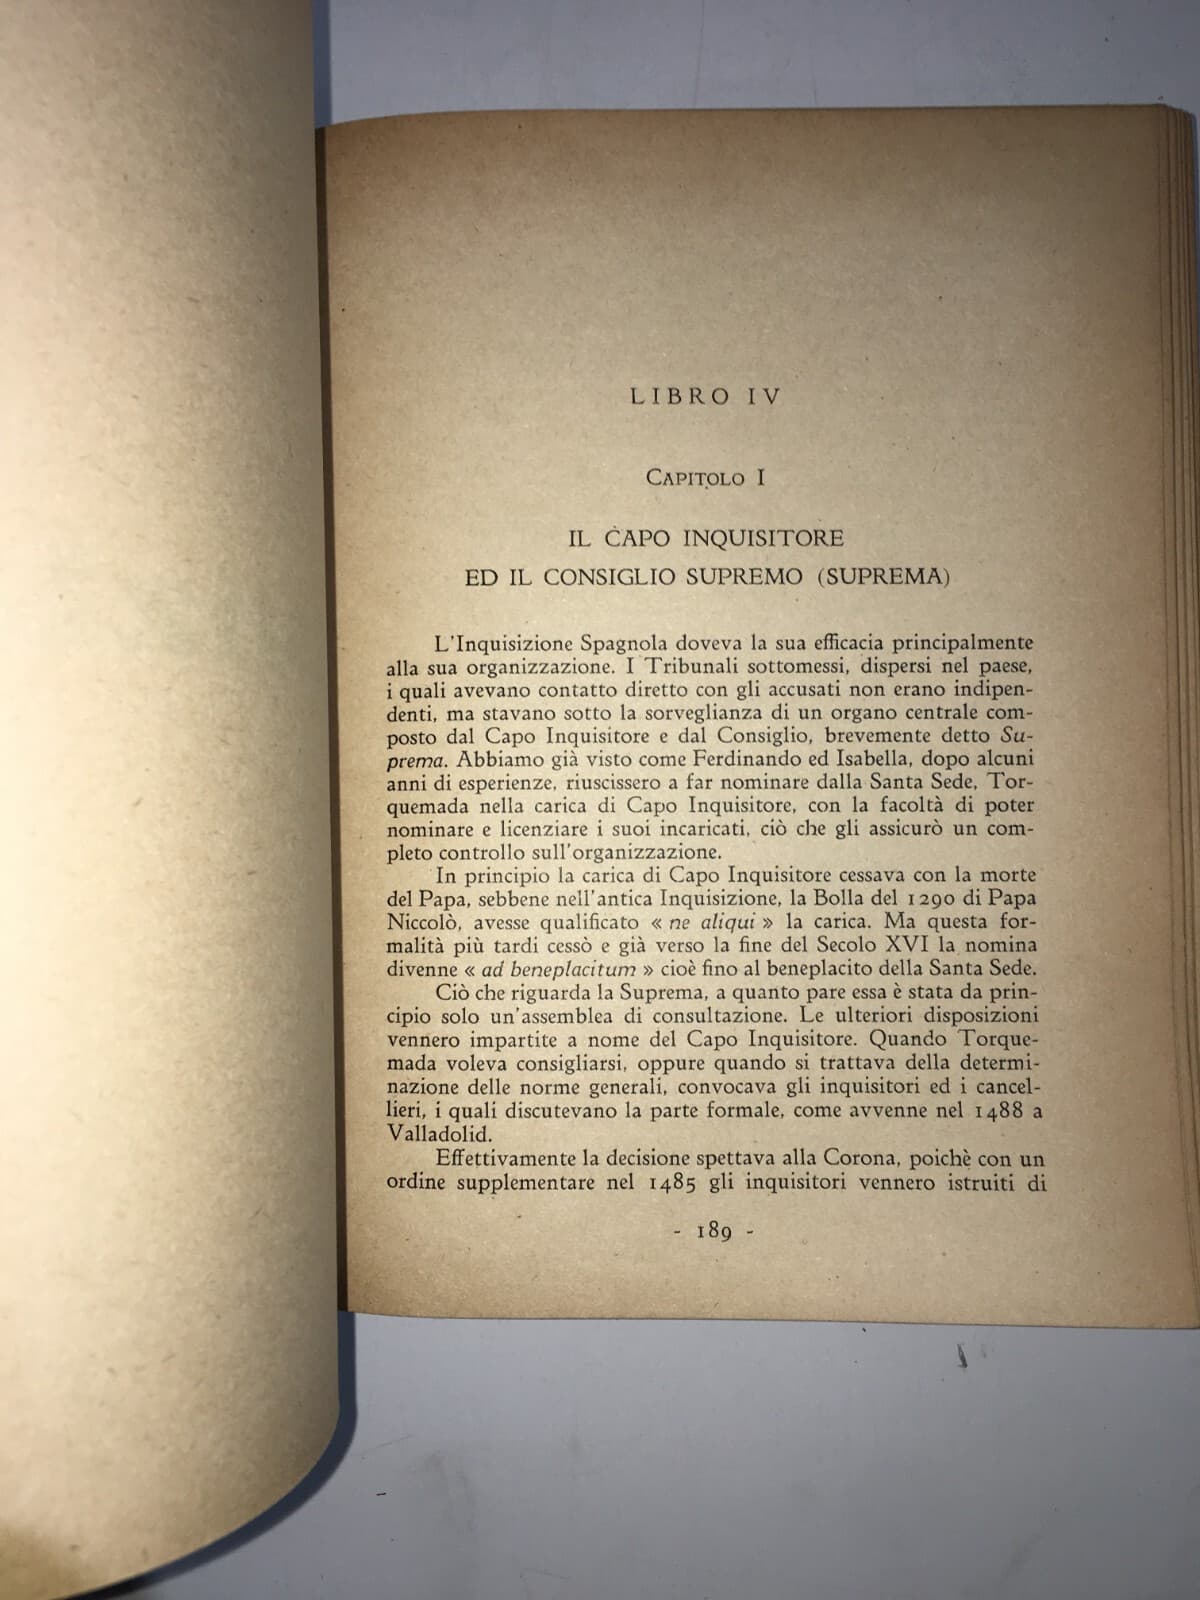 LIBRO IV
CAPITOLO I
IL CAPO INQUISITORE
ED IL CONSIGLIO SUPREMO (SUPREMA)
L'Inquisizione Spagnola doveva la sua efficacia principalmente
alla sua organizzazione. I Tribunali sottomessi, dispersi nel paese,
i quali avevano contatto diretto con gli accusati non erano indipen-
denti, ma stavano sotto la sorveglianza di un organo centrale com-
posto dal Capo Inquisitore e dal Consiglio, brevemente detto Su-
prema. Abbiamo già visto come Ferdinando ed Isabella, dopo alcuni
anni di esperienze, riuscissero a far nominare dalla Santa Sede, Tor-
quemada nella carica di Capo Inquisitore, con la facoltà di poter
nominare e licenziare i suoi incaricati, ciò che gli assicurò un com-
pleto controllo sull'organizzazione.
In principio la carica di Capo Inquisitore cessava con la morte
del Papa, sebbene nell'antica Inquisizione, la Bolla del 1290 di Papa
Niccolò, avesse qualificato « ne aliqui » la carica. Ma questa for-
malità più tardi cessò e già verso la fine del Secolo XVI la nomina
divenne « ad beneplacitum » cioè fino al beneplacito della Santa Sede.
Ciò che riguarda la Suprema, a quanto pare essa è stata da prin-
cipio solo un'assemblea di consultazione. Le ulteriori disposizioni
vennero impartite a nome del Capo Inquisitore. Quando Torque-
mada voleva consigliarsi, oppure quando si trattava della determi-
nazione delle norme generali, convocava gli inquisitori ed i cancel-
lieri, i quali discutevano la parte formale, come avvenne nel 1488 a
Valladolid.
Effettivamente la decisione spettava alla Corona, poichè con un
ordine supplementare nel 1485 gli inquisitori vennero istruiti di
- 189 -